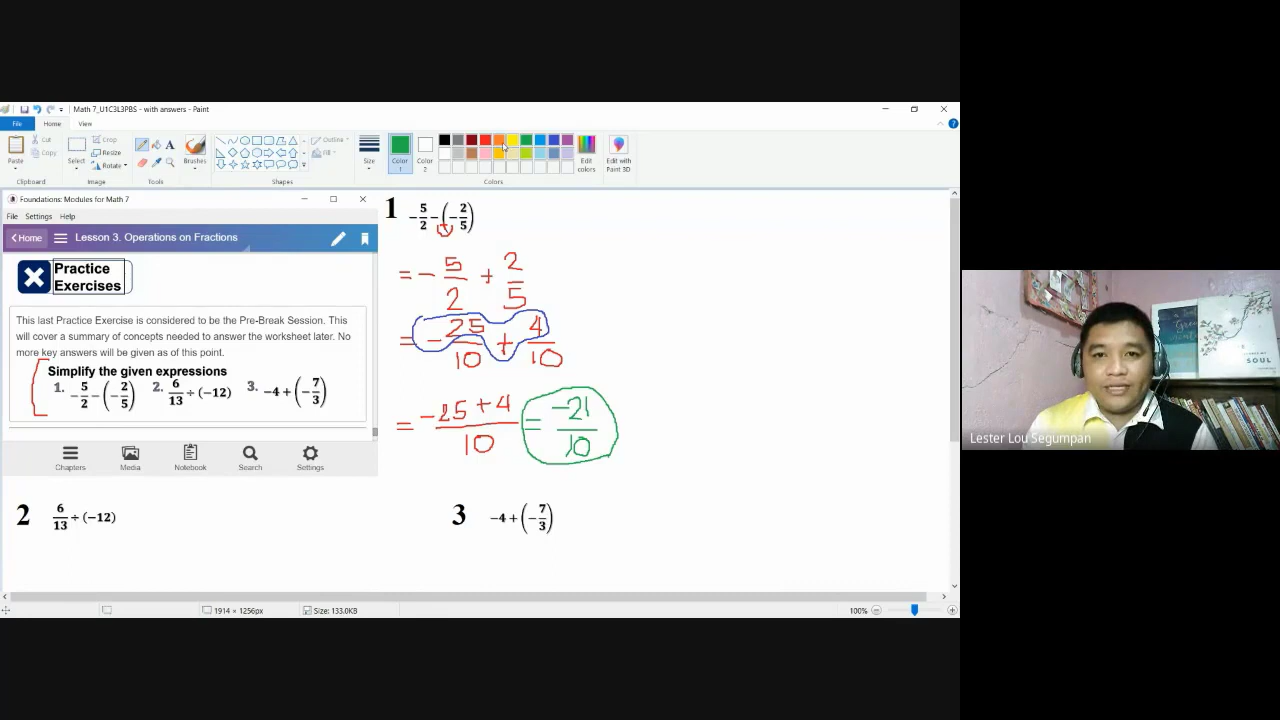 Math 7_U1C3L3PBS - with answers - Paint
File Home View
Paste Cut Copy Clipboard
Select Crop Resize Rotate Image
Tools
Brushes
Outline Fill Shapes
Size
Color 1 Color 2
Edit colors
Colors
Edit with Paint 3D
Foundations: Modules for Math 7
File Settings Help
< Home Lesson 3. Operations on Fractions
Practice
Exercises
This last Practice Exercise is considered to be the Pre-Break Session. This
will cover a summary of concepts needed to answer the worksheet later. No
more key answers will be given as of this point.
Simplify the given expressions
1. -5/2 - (-2/5) 2. 6/13 ÷ (-12) 3. -4 + (-7/3)
Chapters Media Notebook Search Settings
1 -5/2 - (-2/5)
= - 5/2 + 2/5
= - 25/10 + 4/10
= -25 + 4/10 = -21/10
2 6/13 ÷ (-12)
3 -4 + (-7/3)
Lester Lou Segumpan
SOUL
1914 × 1256px
Size: 133.0KB
100%